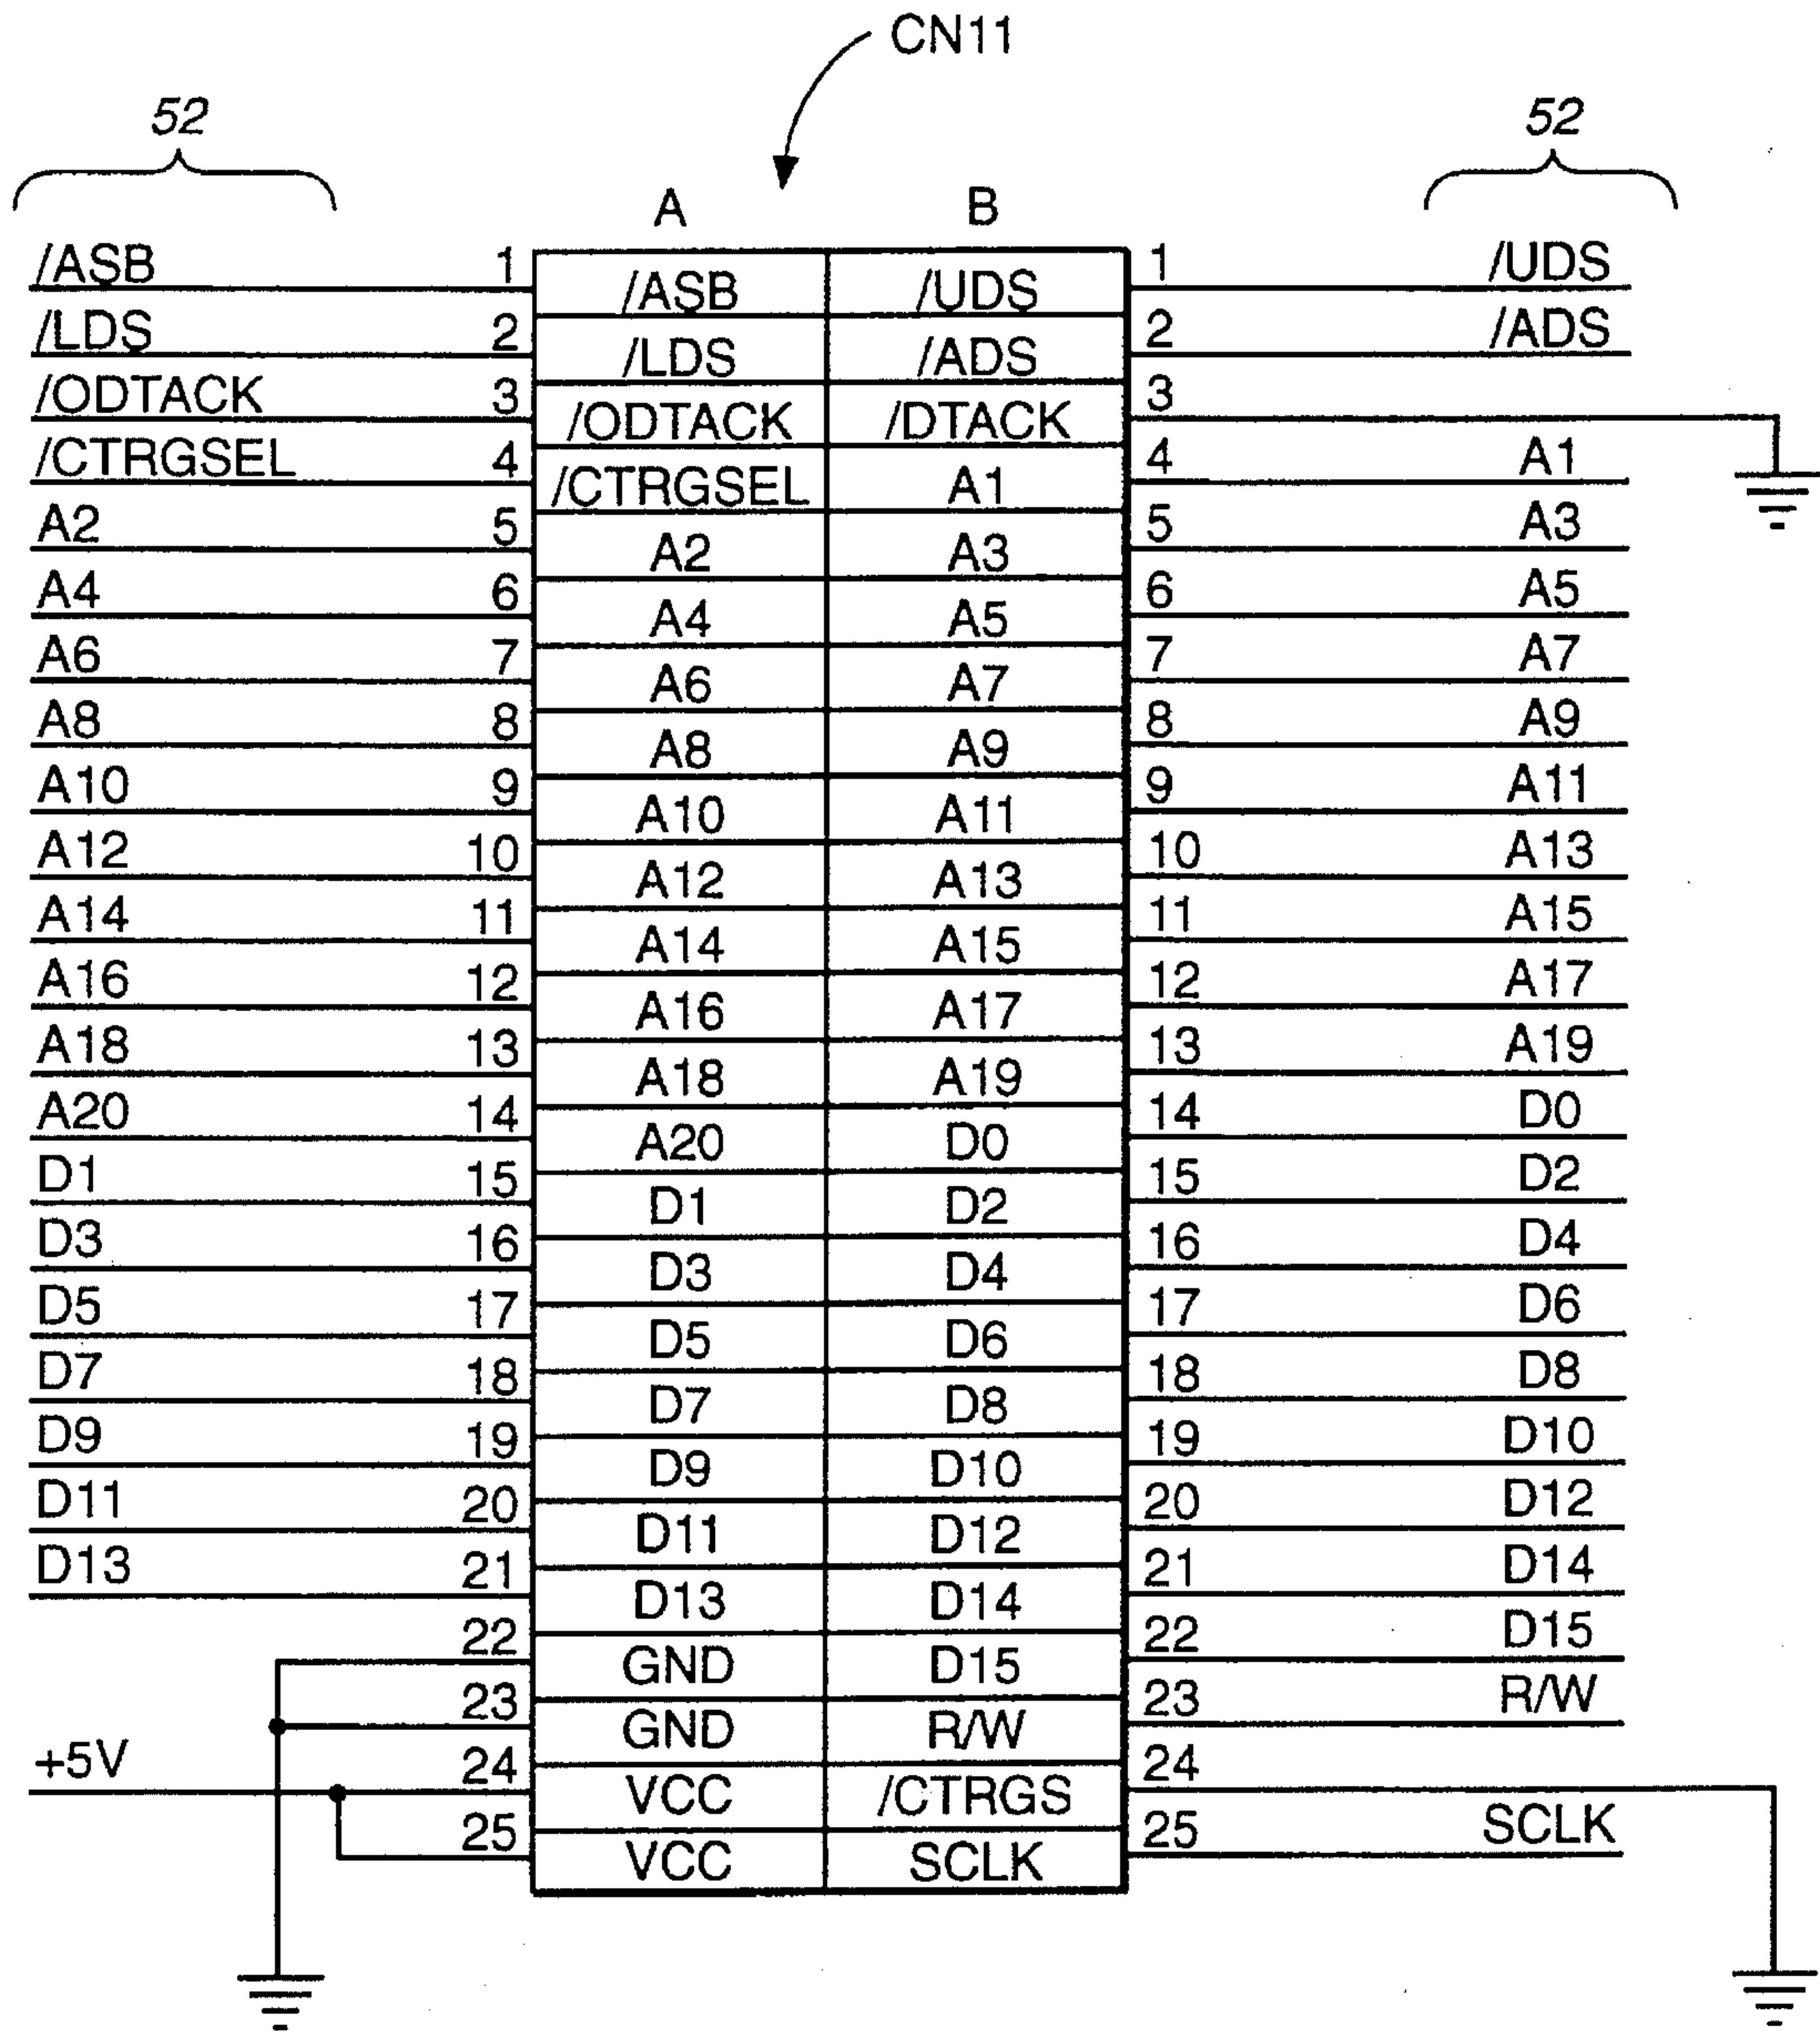 CN11
52 52
A B
/ASB 1 /ASB /UDS 1 /UDS
/LDS 2 /LDS /ADS 2 /ADS
/ODTACK 3 /ODTACK /DTACK 3
/CTRGSEL 4 /CTRGSEL A1 4 A1
A2 5 A2 A3 5 A3
A4 6 A4 A5 6 A5
A6 7 A6 A7 7 A7
A8 8 A8 A9 8 A9
A10 9 A10 A11 9 A11
A12 10 A12 A13 10 A13
A14 11 A14 A15 11 A15
A16 12 A16 A17 12 A17
A18 13 A18 A19 13 A19
A20 14 A20 D0 14 D0
D1 15 D1 D2 15 D2
D3 16 D3 D4 16 D4
D5 17 D5 D6 17 D6
D7 18 D7 D8 18 D8
D9 19 D9 D10 19 D10
D11 20 D11 D12 20 D12
D13 21 D13 D14 21 D14
22 GND D15 22 D15
23 GND R/W 23 R/W
+5V 24 VCC /CTRGS 24
25 VCC SCLK 25 SCLK